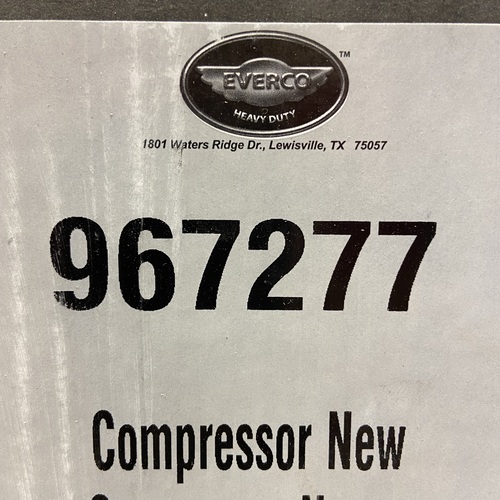 EVERCO
HEAVY DUTY
TM
1801 Waters Ridge Dr., Lewisville, TX 75057
967277
Compressor New